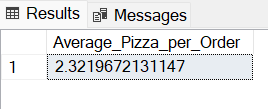 Results Messages
Average_Pizza_per_Order
1 2.3219672131147